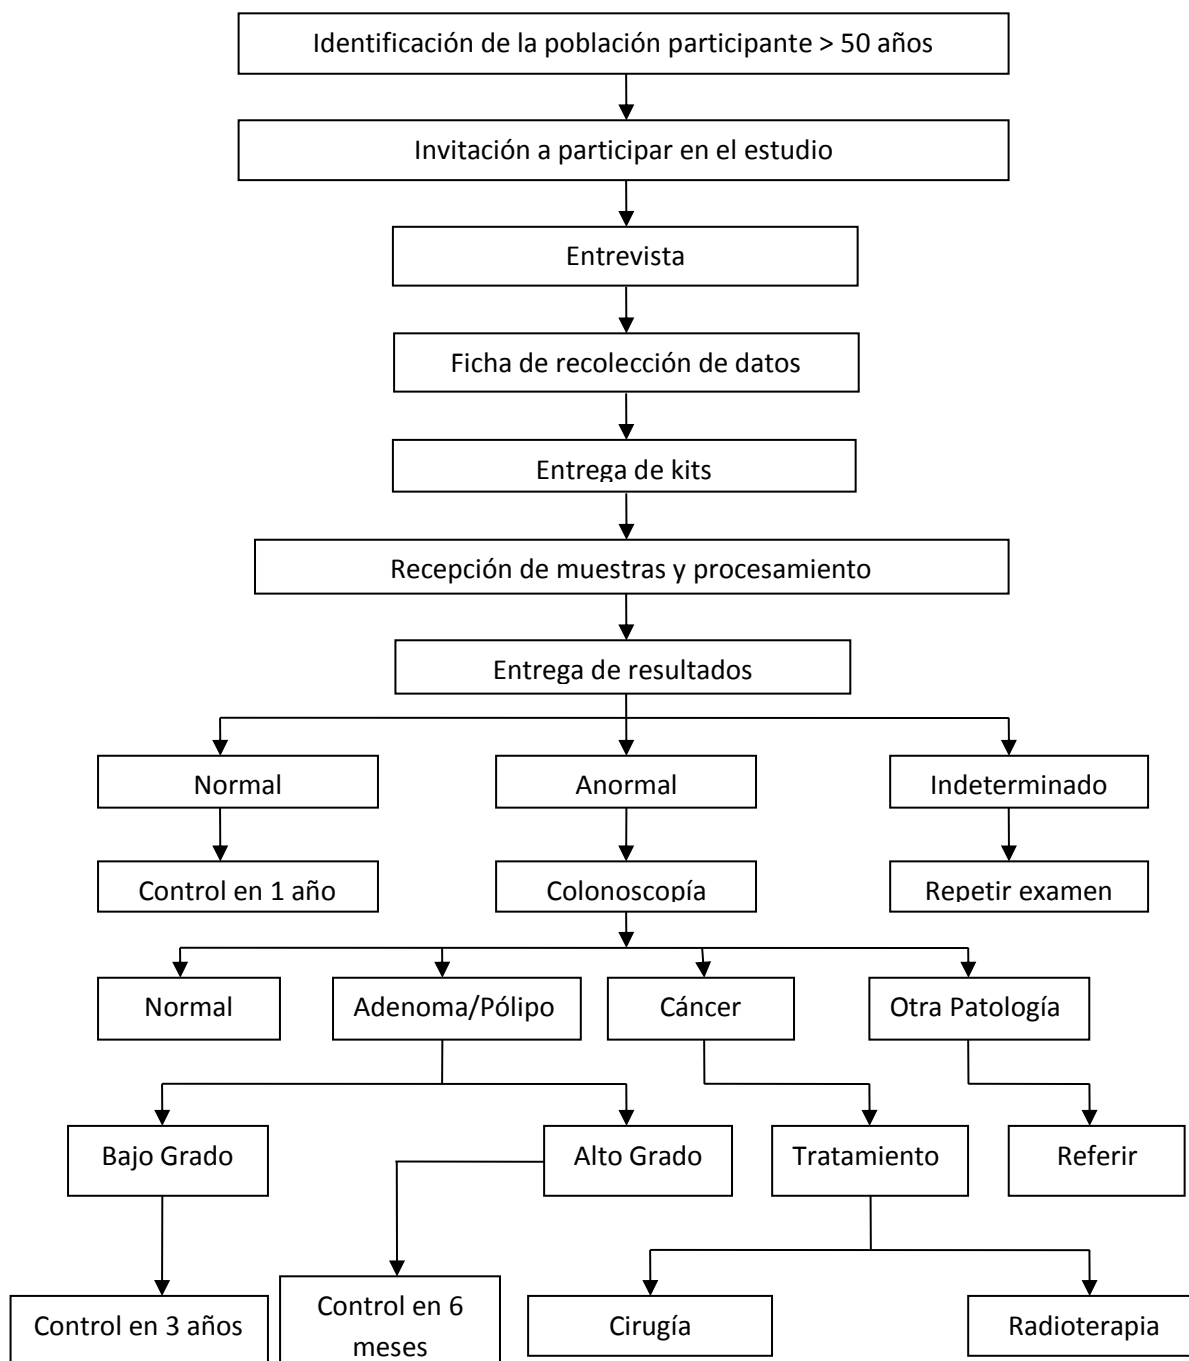 Identificación de la población participante > 50 años
Invitación a participar en el estudio
Entrevista
Ficha de recolección de datos
Entrega de kits
Recepción de muestras y procesamiento
Entrega de resultados
Normal
Anormal
Indeterminado
Control en 1 año
Colonoscopía
Repetir examen
Normal
Adenoma/Pólipo
Cáncer
Otra Patología
Bajo Grado
Alto Grado
Tratamiento
Referir
Control en 3 años
Control en 6
meses
Cirugía
Radioterapia